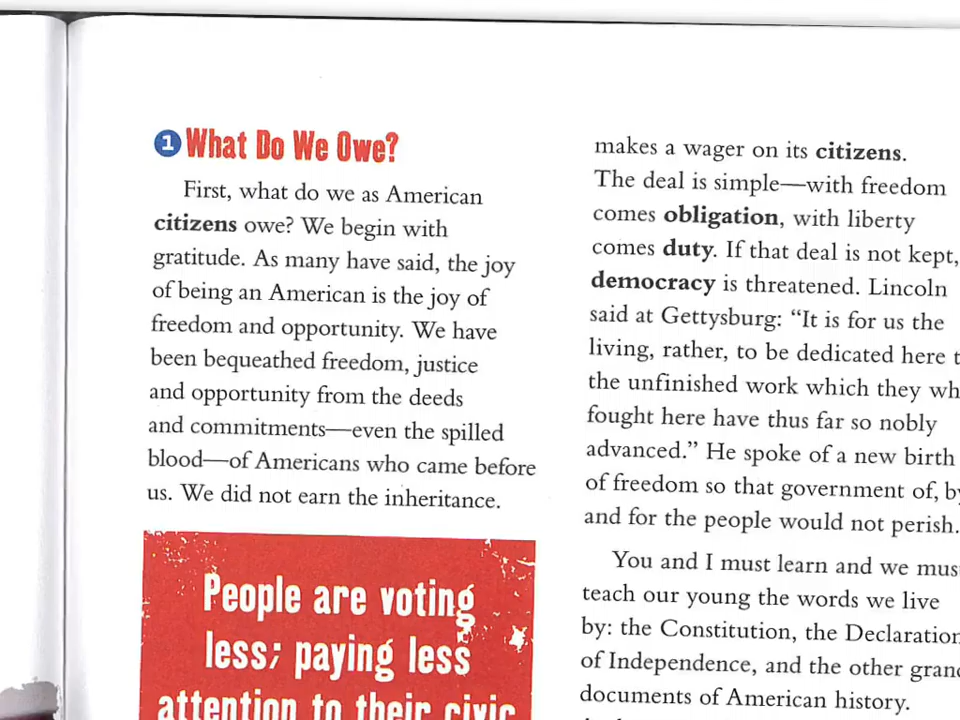 1 What Do We Owe?
First, what do we as American
citizens owe? We begin with
gratitude. As many have said, the joy
of being an American is the joy of
freedom and opportunity. We have
been bequeathed freedom, justice
and opportunity from the deeds
and commitments—even the spilled
blood—of Americans who came before
us. We did not earn the inheritance.
People are voting
less; paying less
attention to their civic
makes a wager on its citizens.
The deal is simple—with freedom
comes obligation, with liberty
comes duty. If that deal is not kept,
democracy is threatened. Lincoln
said at Gettysburg: “It is for us the
living, rather, to be dedicated here
the unfinished work which they
fought here have thus far so nobly
advanced.” He spoke of a new birth
of freedom so that government of,
and for the people would not perish.
You and I must learn and we
teach our young the words we live
by: the Constitution, the Declaration
of Independence, and the other
documents of American history.